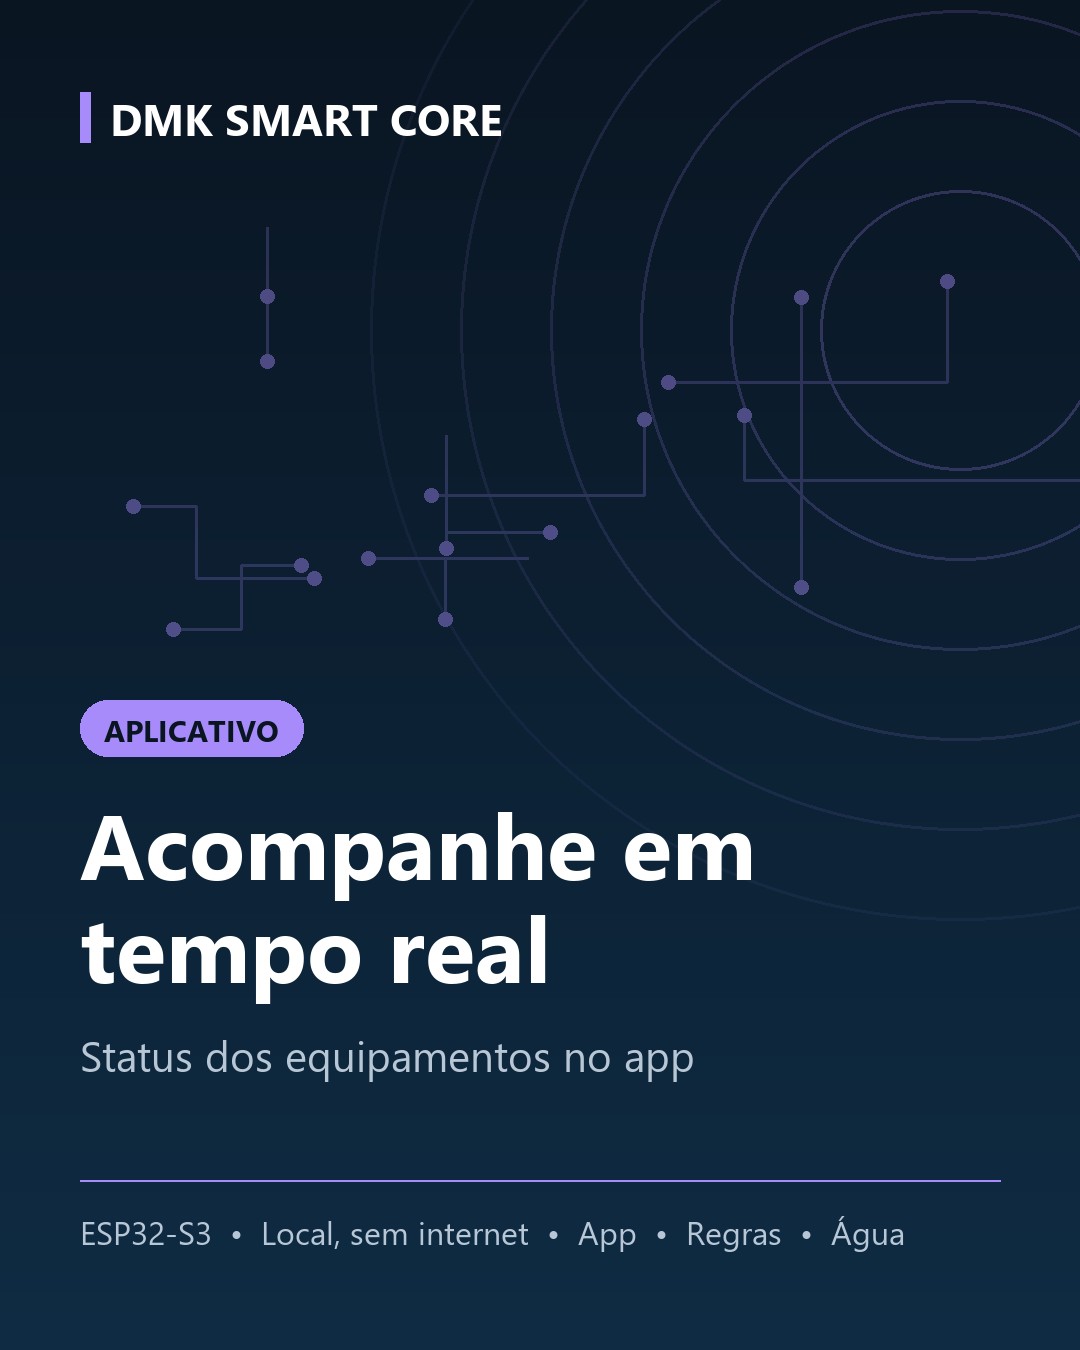 DMK SMART CORE
APLICATIVO
Acompanhe em
tempo real
Status dos equipamentos no app
ESP32-S3 • Local, sem internet • App • Regras • Água